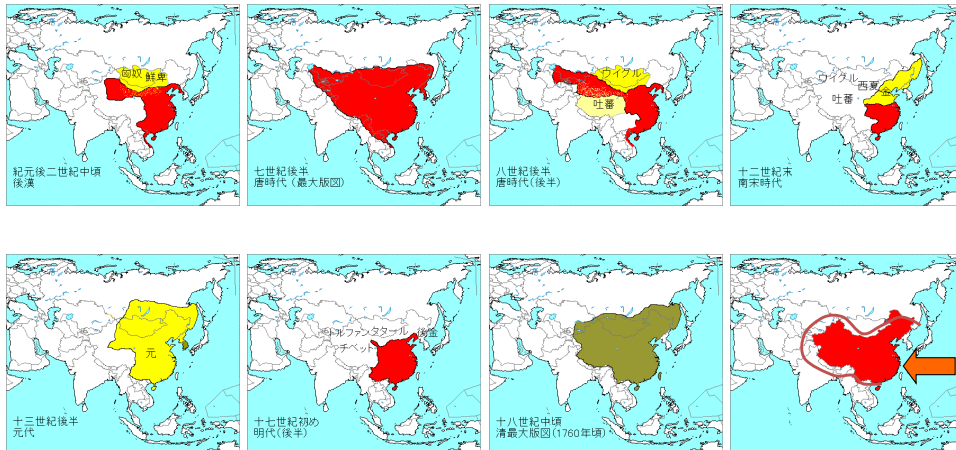 匈奴
鮮卑
紀元後二世紀中頃
後漢
七世紀後半
唐時代（最大版図）
ウイグル
吐蕃
八世紀後半
唐時代(後半)
ウイグル
西夏
金
吐蕃
十二世紀末
南宋時代
元
十三世紀後半
元代
トルファン
タタール
後金
チベット
十七世紀初め
明代(後半)
十八世紀中頃
清最大版図(1760年頃)